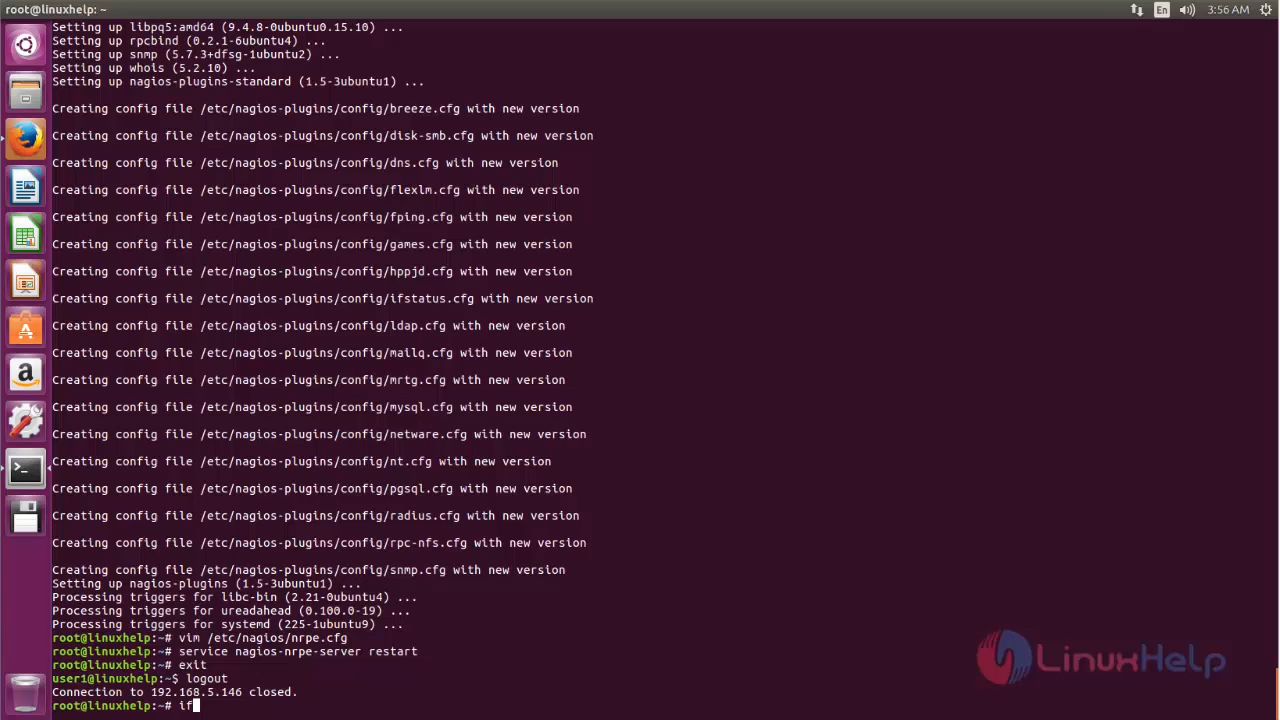 root@linuxhelp: ~
En
3:56 AM
Setting up libpq5:amd64 (9.4.8-0ubuntu0.15.10) ...
Setting up rpcbind (0.2.1-6ubuntu4) ...
Setting up snmp (5.7.3+dfsg-1ubuntu2) ...
Setting up whois (5.2.10) ...
Setting up nagios-plugins-standard (1.5-3ubuntu1) ...
Creating config file /etc/nagios-plugins/config/breeze.cfg with new version
Creating config file /etc/nagios-plugins/config/disk-smb.cfg with new version
Creating config file /etc/nagios-plugins/config/dns.cfg with new version
Creating config file /etc/nagios-plugins/config/flexlm.cfg with new version
Creating config file /etc/nagios-plugins/config/fping.cfg with new version
Creating config file /etc/nagios-plugins/config/games.cfg with new version
Creating config file /etc/nagios-plugins/config/hppjd.cfg with new version
Creating config file /etc/nagios-plugins/config/ifstatus.cfg with new version
Creating config file /etc/nagios-plugins/config/ldap.cfg with new version
Creating config file /etc/nagios-plugins/config/mailq.cfg with new version
Creating config file /etc/nagios-plugins/config/mrtg.cfg with new version
Creating config file /etc/nagios-plugins/config/mysql.cfg with new version
Creating config file /etc/nagios-plugins/config/netware.cfg with new version
Creating config file /etc/nagios-plugins/config/nt.cfg with new version
Creating config file /etc/nagios-plugins/config/pgsql.cfg with new version
Creating config file /etc/nagios-plugins/config/radius.cfg with new version
Creating config file /etc/nagios-plugins/config/rpc-nfs.cfg with new version
Creating config file /etc/nagios-plugins/config/snmp.cfg with new version
Setting up nagios-plugins (1.5-3ubuntu1) ...
Processing triggers for libc-bin (2.21-0ubuntu4) ...
Processing triggers for ureadahead (0.100.0-19) ...
Processing triggers for systemd (225-1ubuntu9) ...
root@linuxhelp:~# vim /etc/nagios/nrpe.cfg
root@linuxhelp:~# service nagios-nrpe-server restart
root@linuxhelp:~# exit
user1@linuxhelp:~$ logout
Connection to 192.168.5.146 closed.
root@linuxhelp:~# if
LinuxHelp